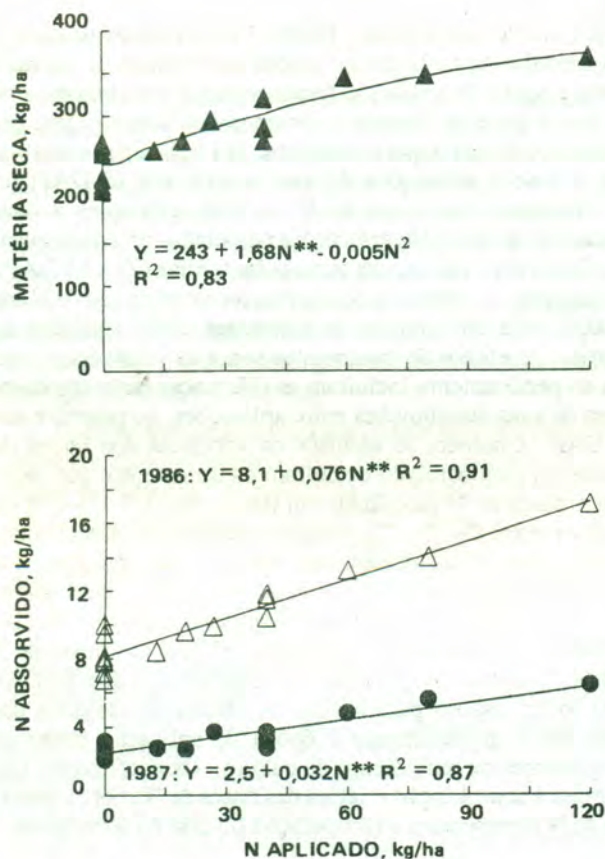 400
300
200
100
0
MATÉRIA SECA, kg/ha
Y = 243 + 1,68N** - 0,005N²
R² = 0,83
20
16
12
8
4
0
N ABSORVIDO, kg/ha
1986: Y = 8,1 + 0,076N** R² = 0,91
1987: Y = 2,5 + 0,032N** R² = 0,87
0 30 60 90 120
N APLICADO, kg/ha